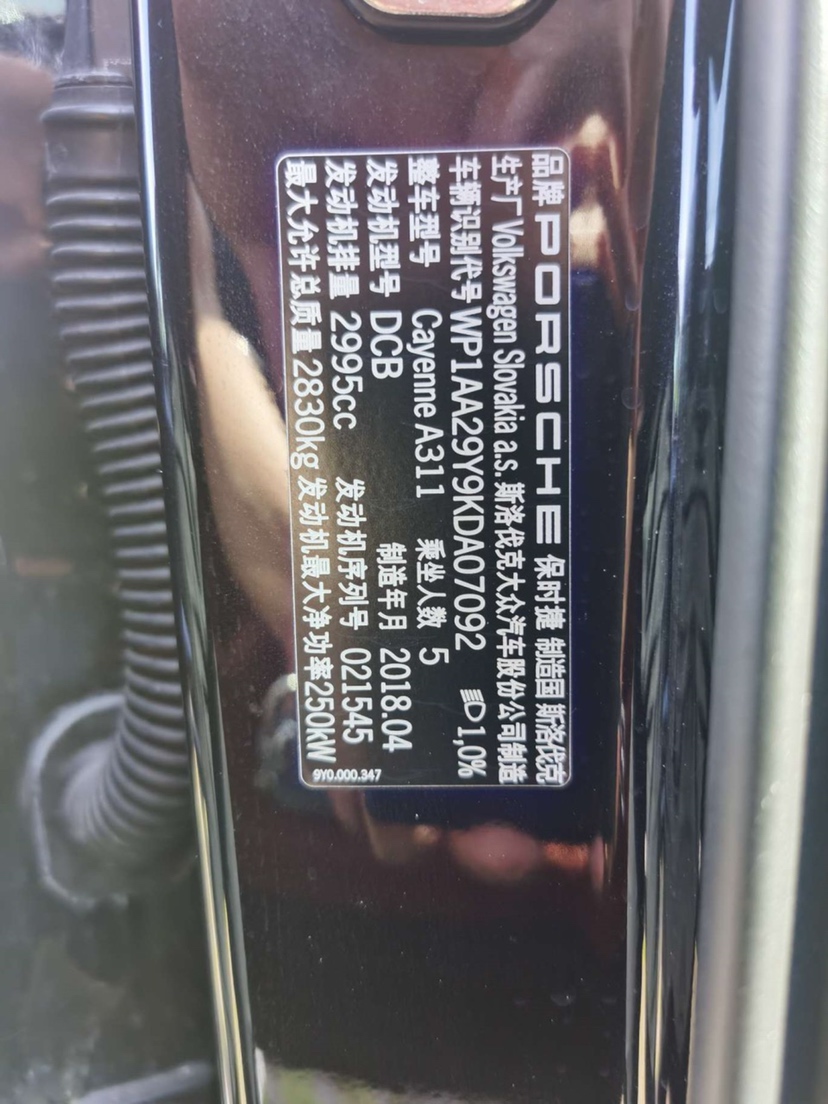 品牌 PORSCHE 保时捷 制造国 斯洛伐克
生产厂 Volkswagen Slovakia a.s. 斯洛伐克大众汽车股份公司制造
车辆识别代号 WP1AA29Y9KDA07092 1,0%
整车型号 Cayenne A311 乘坐人数 5
发动机型号 DCB 制造年月 2018.04
发动机排量 2995cc 发动机序列号 021545
最大允许总质量 2830kg 发动机最大净功率250kW
9Y0.000.347